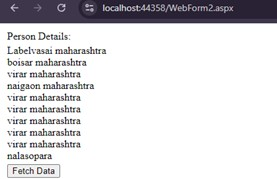 localhost:44358/WebForm2.aspx
Person Details:
Labelvasai maharashtra
boisar maharashtra
virar maharashtra
naigaon maharashtra
virar maharashtra
virar maharashtra
virar maharashtra
virar maharashtra
virar maharashtra
nalasopara
Fetch Data